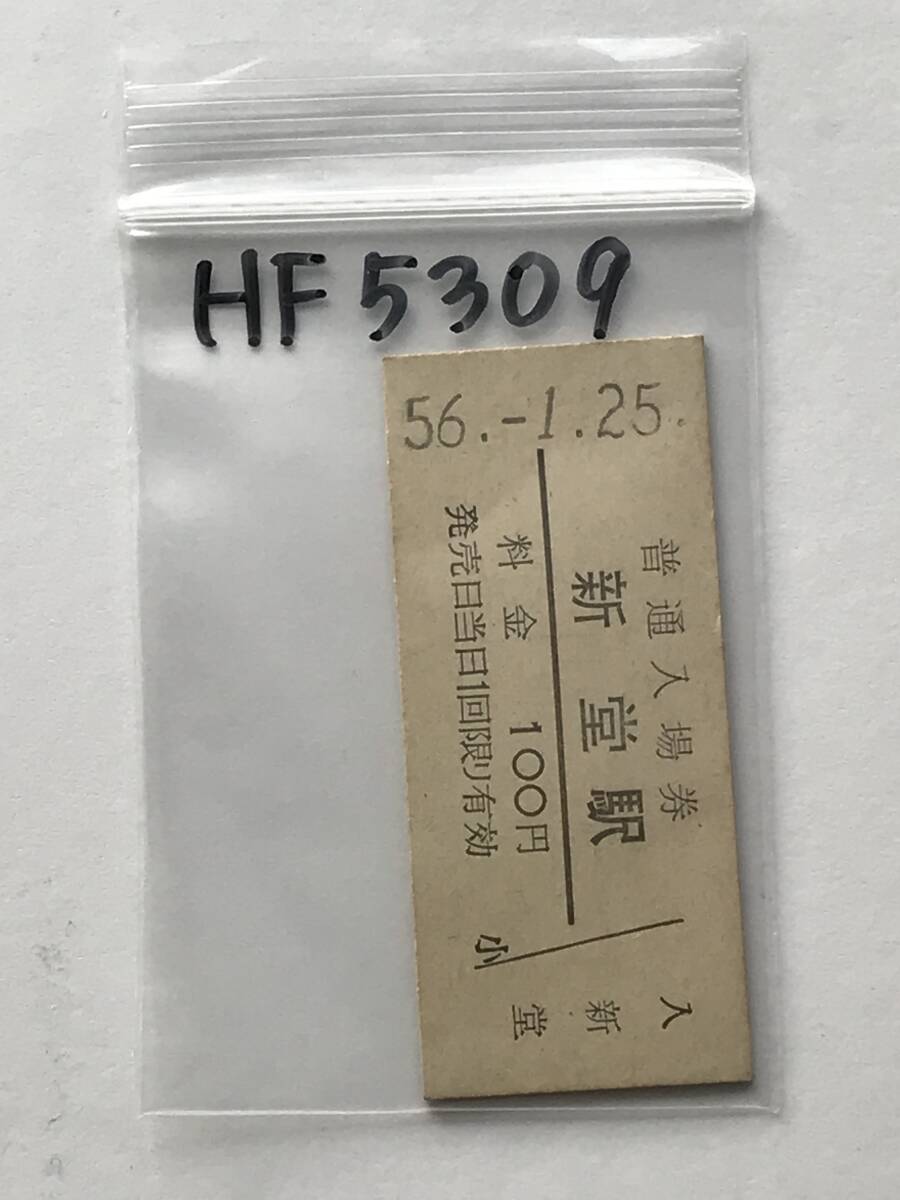 HF5309
56.-1.25.
普通入場券
新堂駅
料金 100円
発売日当日1回限り有効
小
入
新
堂